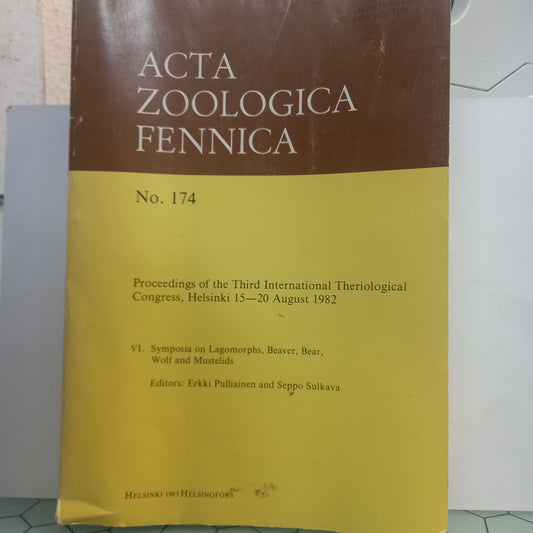 ACTA
ZOOLOGICA
FENNICA
No. 174
Proceedings of the Third International Theriological
Congress, Helsinki 15—20 August 1982
VI. Symposia on Lagomorphs, Beaver, Bear,
Wolf and Mustelids
Editors: Erkki Pulliainen and Seppo Sulkava
HELSINKI 1983 HELSINGFORS